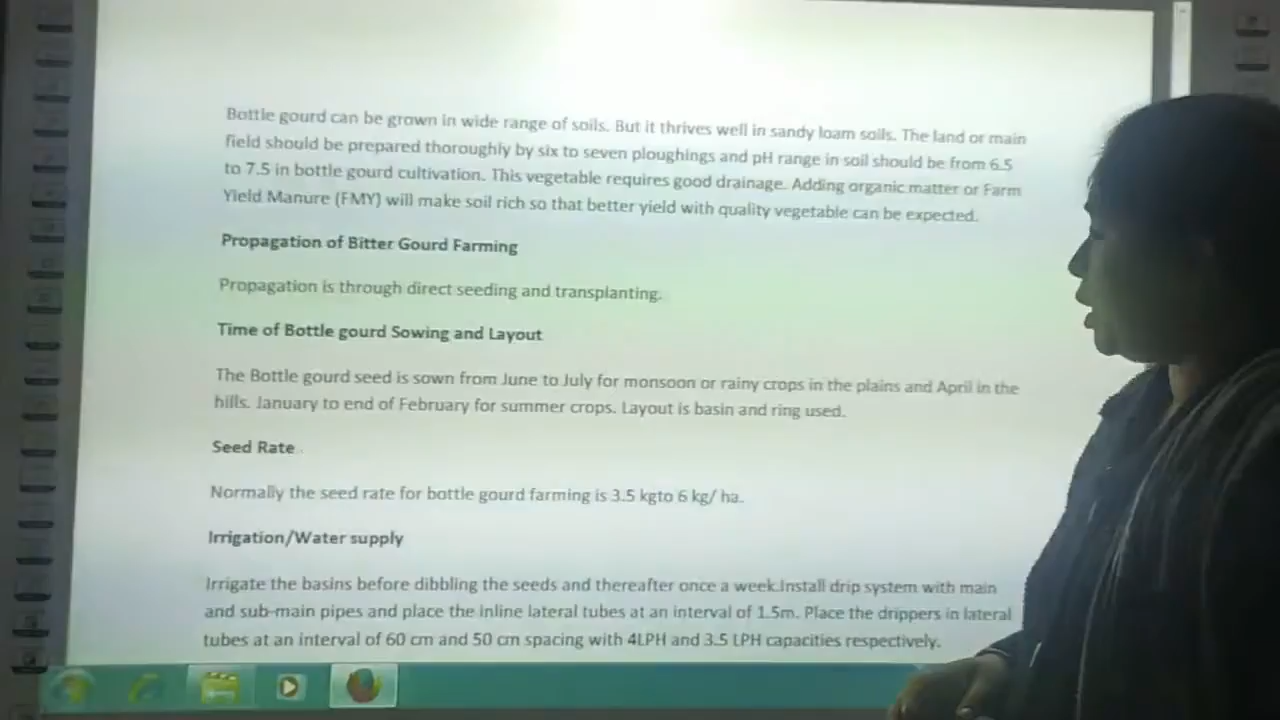 Bottle gourd can be grown in wide range of soils. But it thrives well in sandy loam soils. The land or main
field should be prepared thoroughly by six to seven ploughings and pH range in soil should be from 6.5
to 7.5 in bottle gourd cultivation. This vegetable requires good drainage. Adding organic matter or Farm
Yield Manure (FMY) will make soil rich so that better yield with quality vegetable can be expected.
Propagation of Bitter Gourd Farming
Propagation is through direct seeding and transplanting.
Time of Bottle gourd Sowing and Layout
The Bottle gourd seed is sown from June to July for monsoon or rainy crops in the plains and April in the
hills. January to end of February for summer crops. Layout is basin and ring used.
Seed Rate
Normally the seed rate for bottle gourd farming is 3.5 kgto 6 kg/ ha.
Irrigation/Water supply
Irrigate the basins before dibbling the seeds and thereafter once a week.Install drip system with main
and sub-main pipes and place the inline lateral tubes at an interval of 1.5m. Place the drippers in lateral
tubes at an interval of 60 cm and 50 cm spacing with 4LPH and 3.5 LPH capacities respectively.